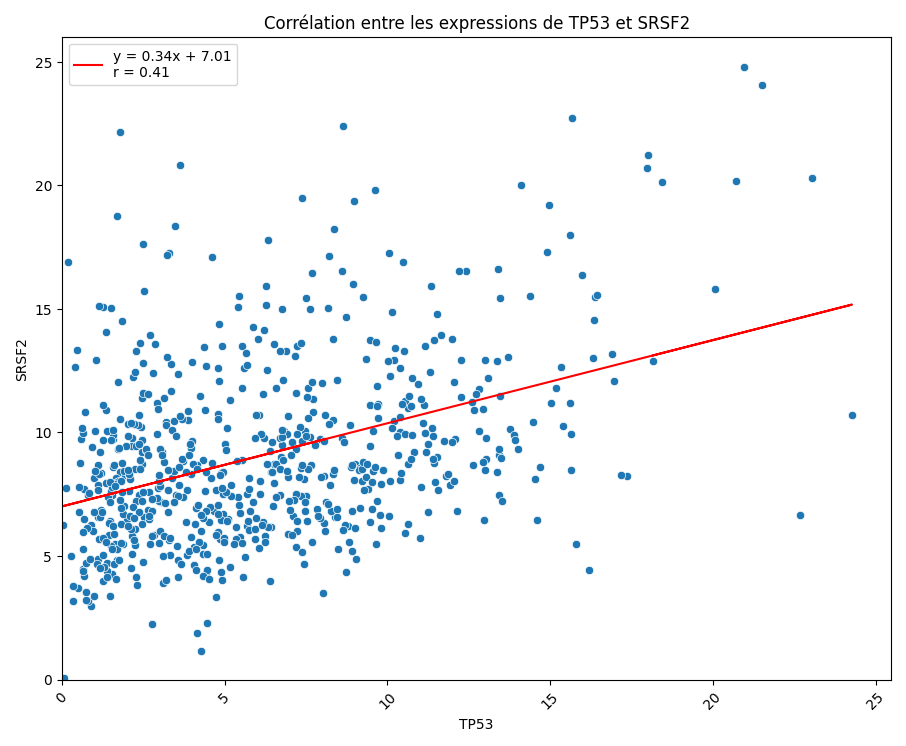 Corrélation entre les expressions de TP53 et SRSF2
y = 0.34x + 7.01
r = 0.41
25
20
15
10
5
0
SRSF2
0 5 10 15 20 25
TP53